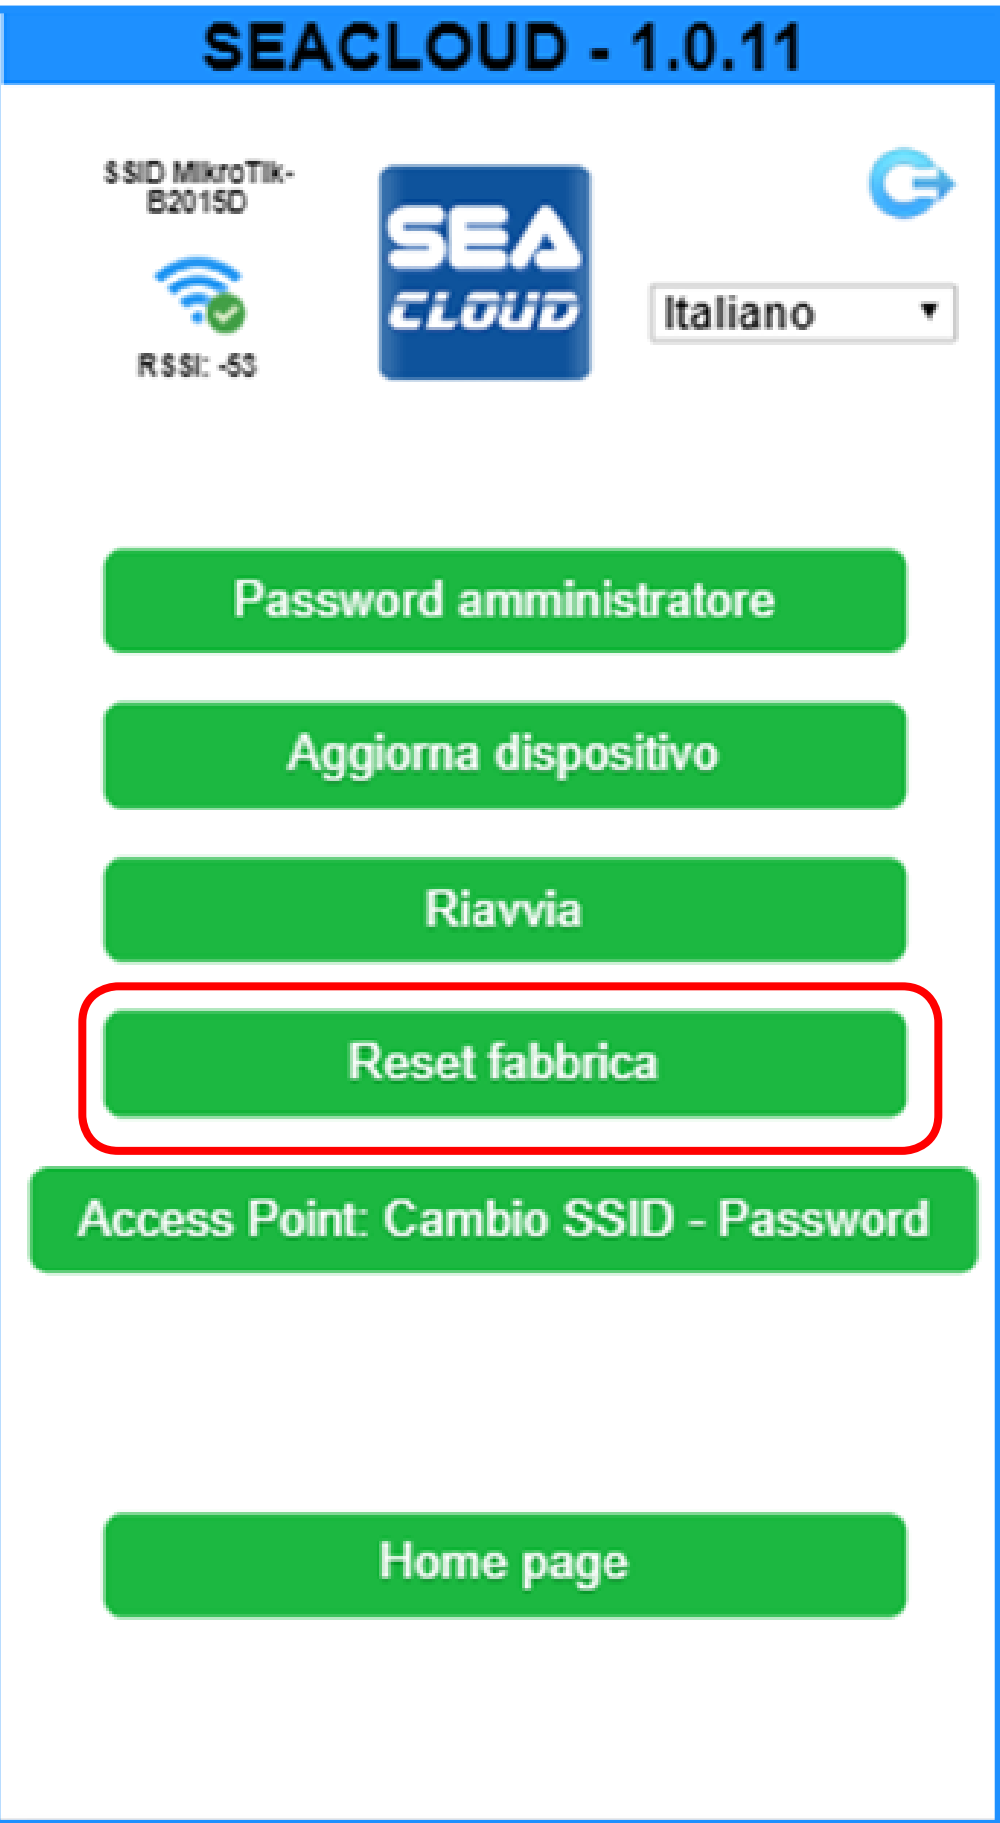 SEACLOUD - 1.0.11
SSID MikroTik-
B2015D
SEA
CLOUD
Italiano
RSSI: -53
Password amministratore
Aggiorna dispositivo
Riavvia
Reset fabbrica
Access Point: Cambio SSID - Password
Home page